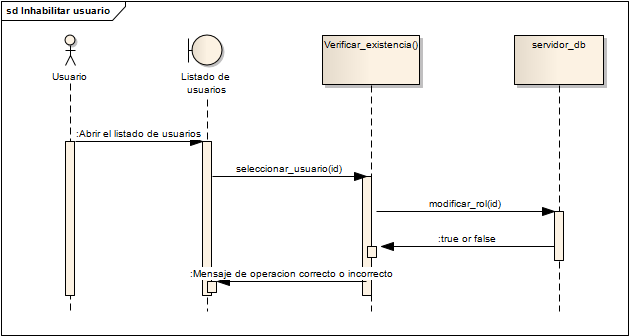 sd Inhabilitar usuario
Usuario
Listado de
usuarios
Verificar_existencia()
servidor_db
:Abrir el listado de usuarios
seleccionar_usuario(id)
modificar_rol(id)
:true or false
:Mensaje de operacion correcto o incorrecto